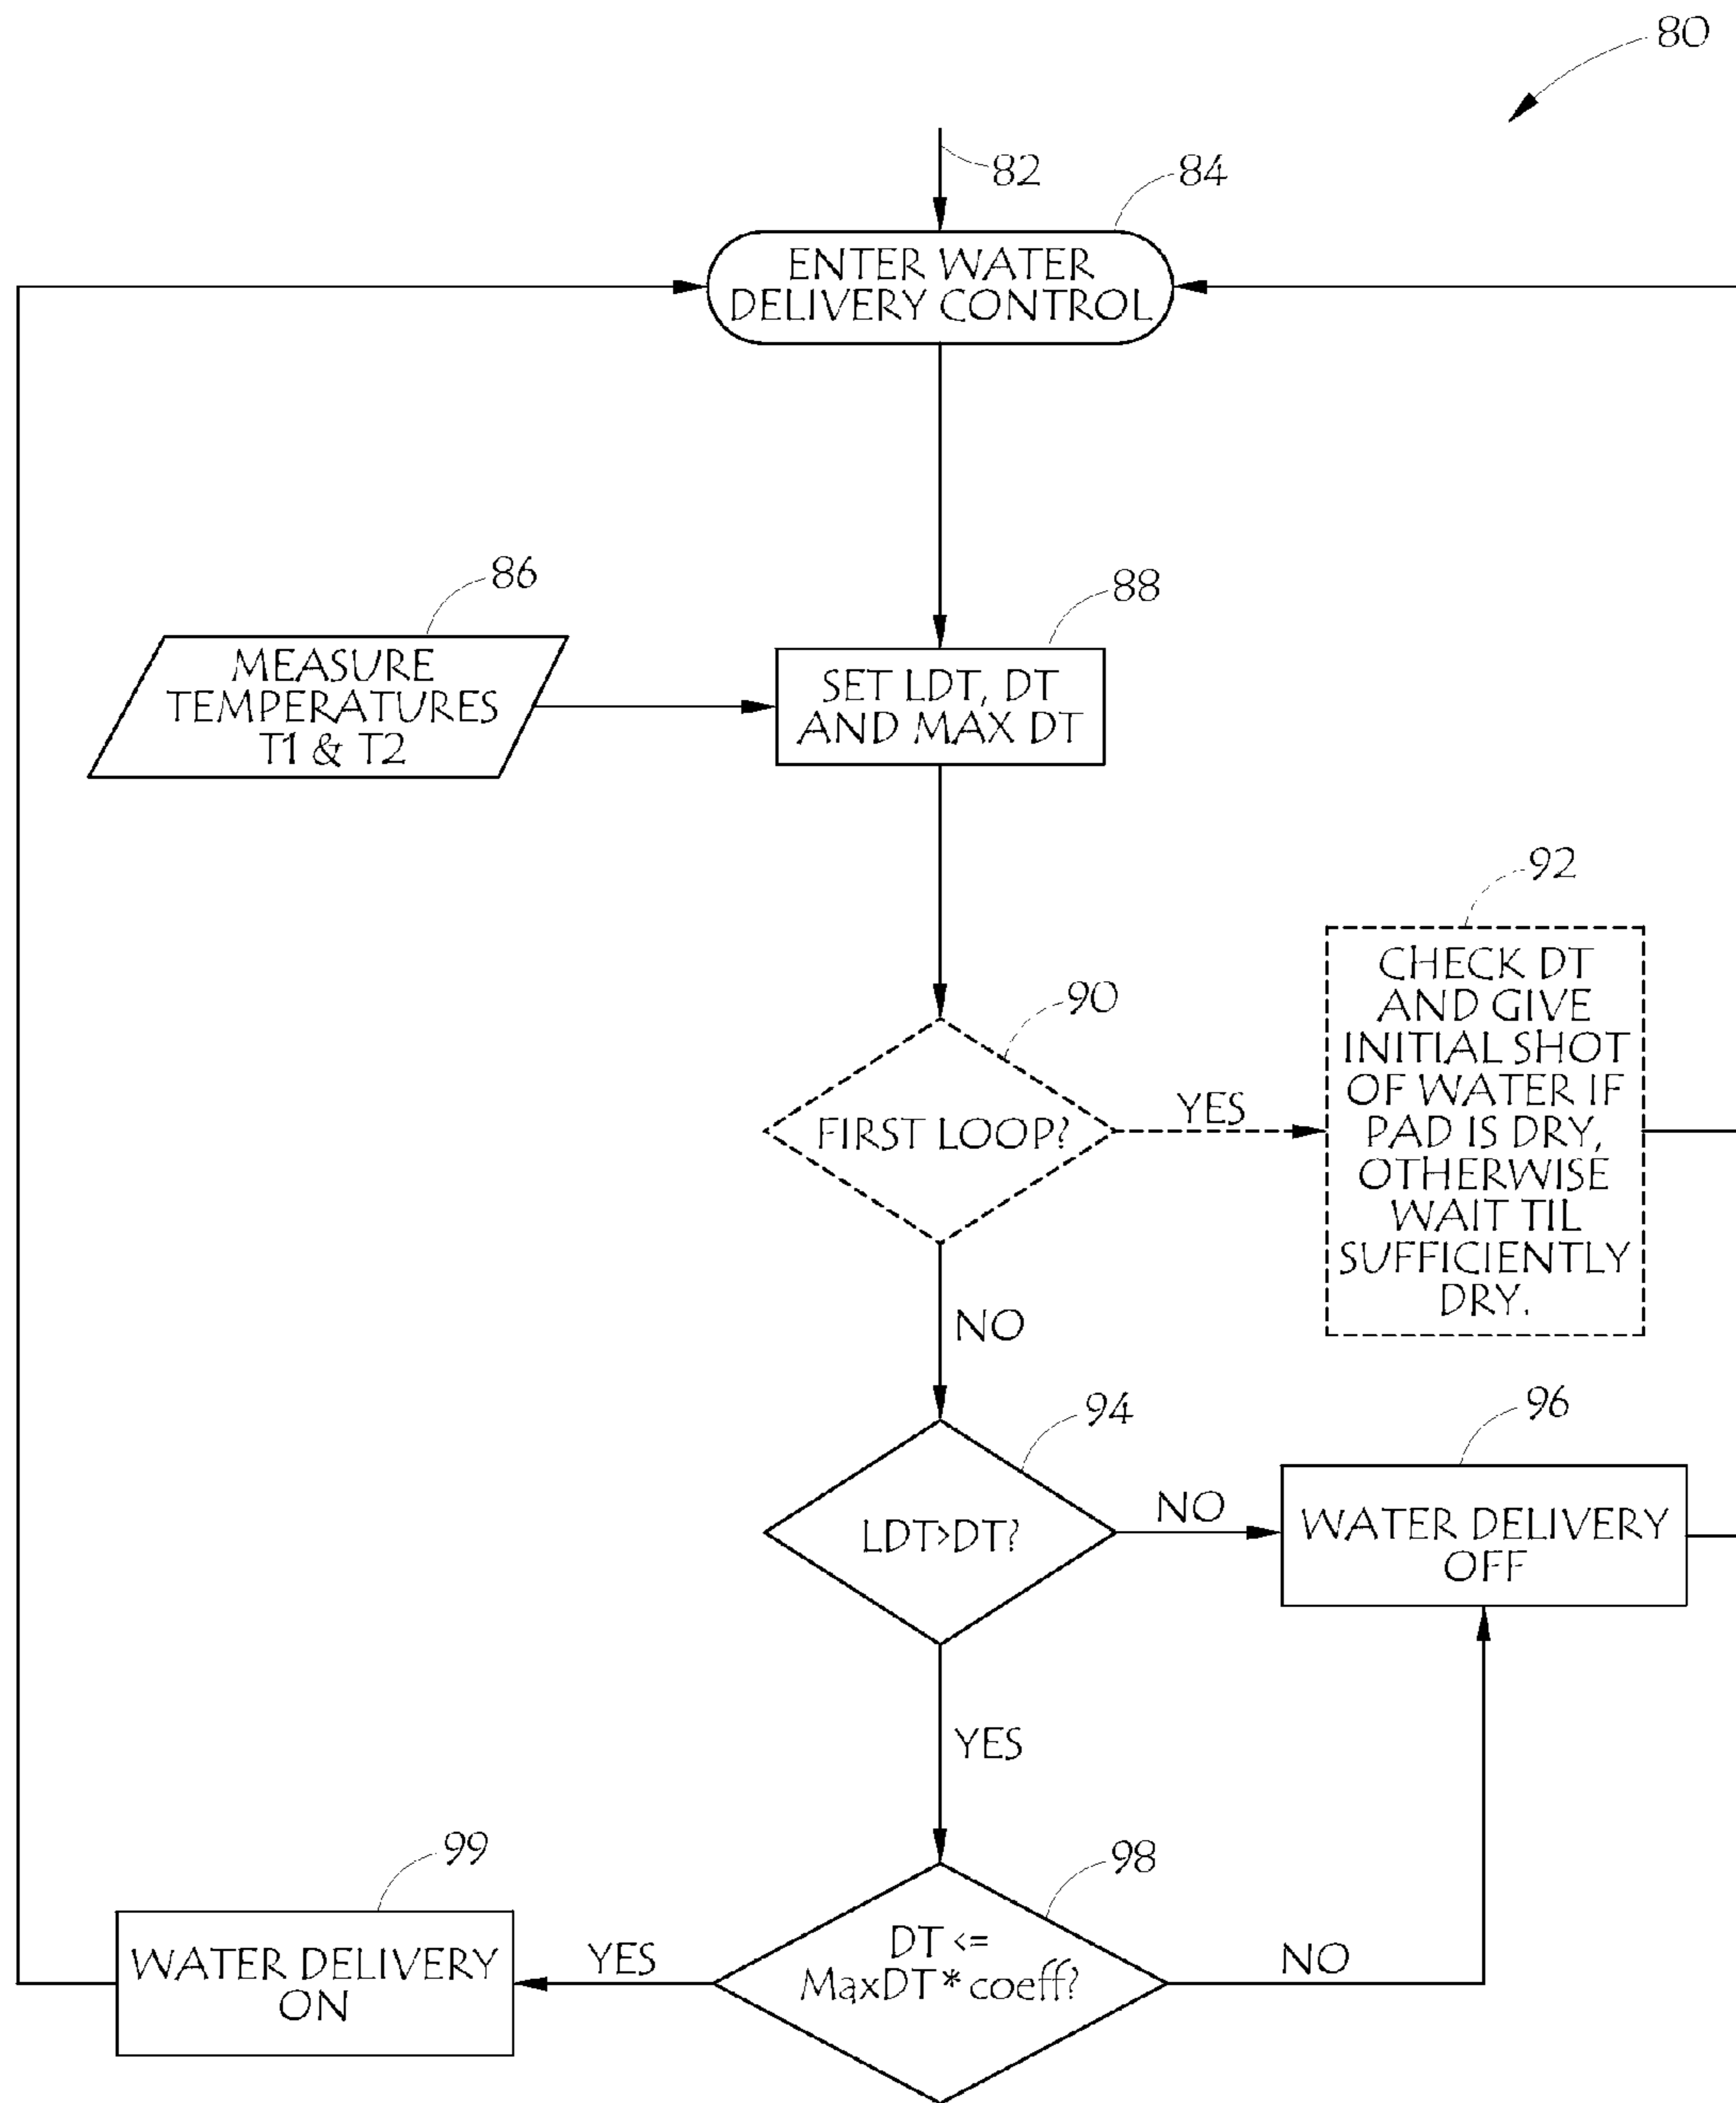 80
82
84
ENTER WATER
DELIVERY CONTROL
86
88
MEASURE
TEMPERATURES
T1 & T2
SET LDT, DT
AND MAX DT
92
90
CHECK DT
AND GIVE
INITIAL SHOT
OF WATER IF
PAD IS DRY,
OTHERWISE
WAIT TIL
SUFFICIENTLY
DRY.
FIRST LOOP?
YES
NO
94
96
LDT>DT?
NO
WATER DELIVERY
OFF
YES
99
98
DT <=
MaxDT * coeff?
YES
NO
WATER DELIVERY
ON